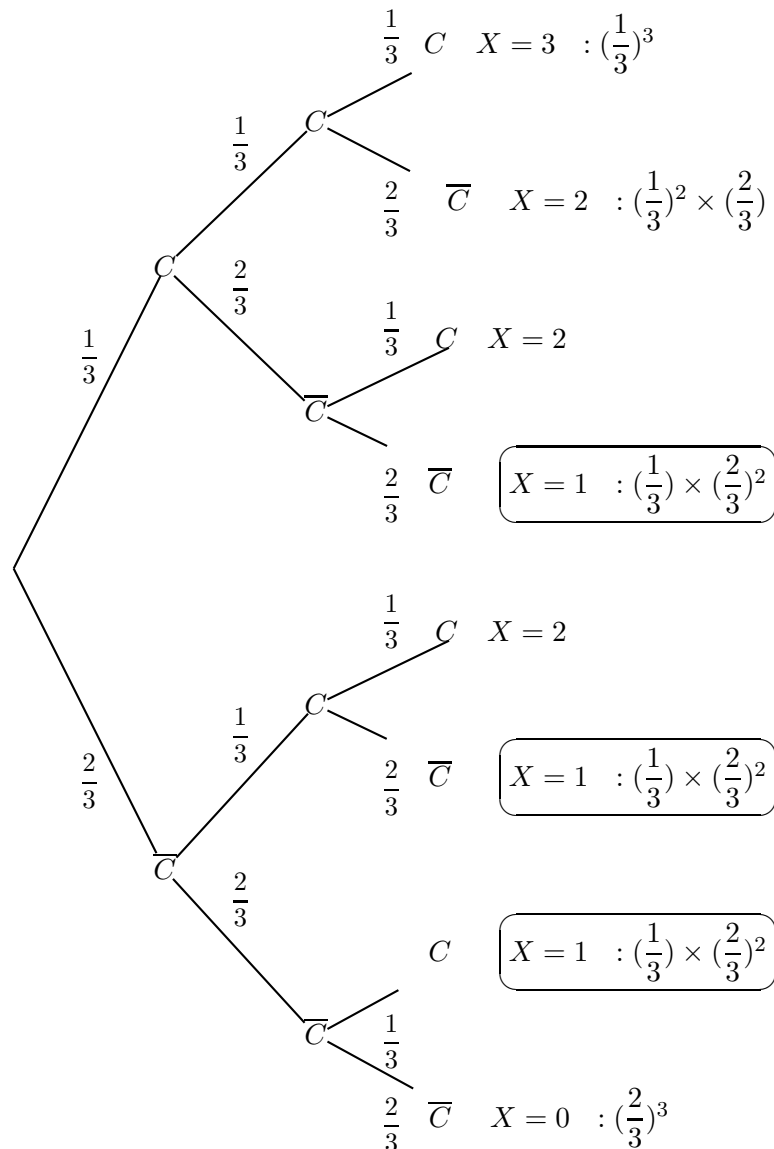 1/3 C X = 3 : (1/3)³
C
1/3
2/3 C̅ X = 2 : (1/3)² × (2/3)
C
2/3
1/3 C X = 2
1/3
C̅
2/3 C̅ X = 1 : (1/3) × (2/3)²
1/3 C X = 2
C
1/3
2/3 C̅ X = 1 : (1/3) × (2/3)²
2/3
C̅
2/3
C X = 1 : (1/3) × (2/3)²
C̅
1/3
2/3 C̅ X = 0 : (2/3)³